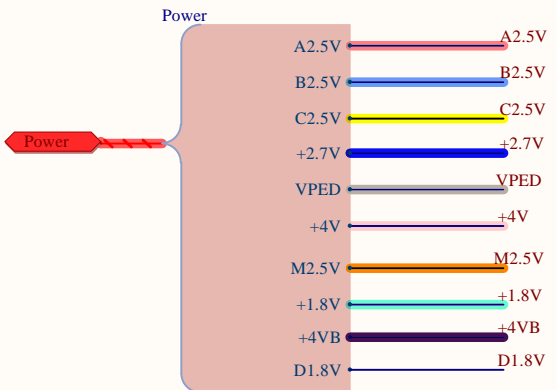 Power
A2.5V A2.5V
B2.5V B2.5V
C2.5V C2.5V
Power +2.7V +2.7V
VPED VPED
+4V +4V
M2.5V M2.5V
+1.8V +1.8V
+4VB +4VB
D1.8V D1.8V